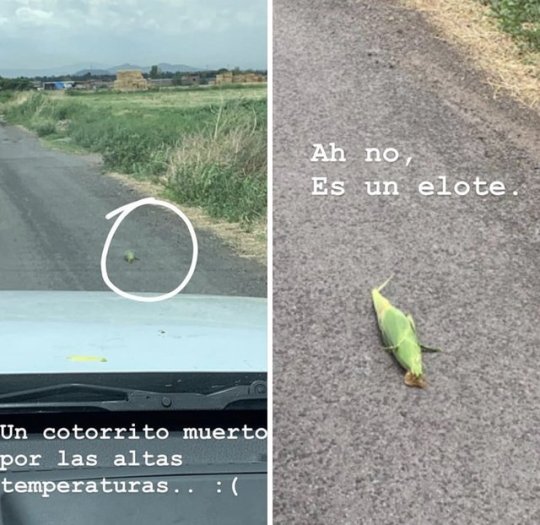 Un cotorrito muerto
por las altas
temperaturas.. :(
Ah no,
Es un elote.